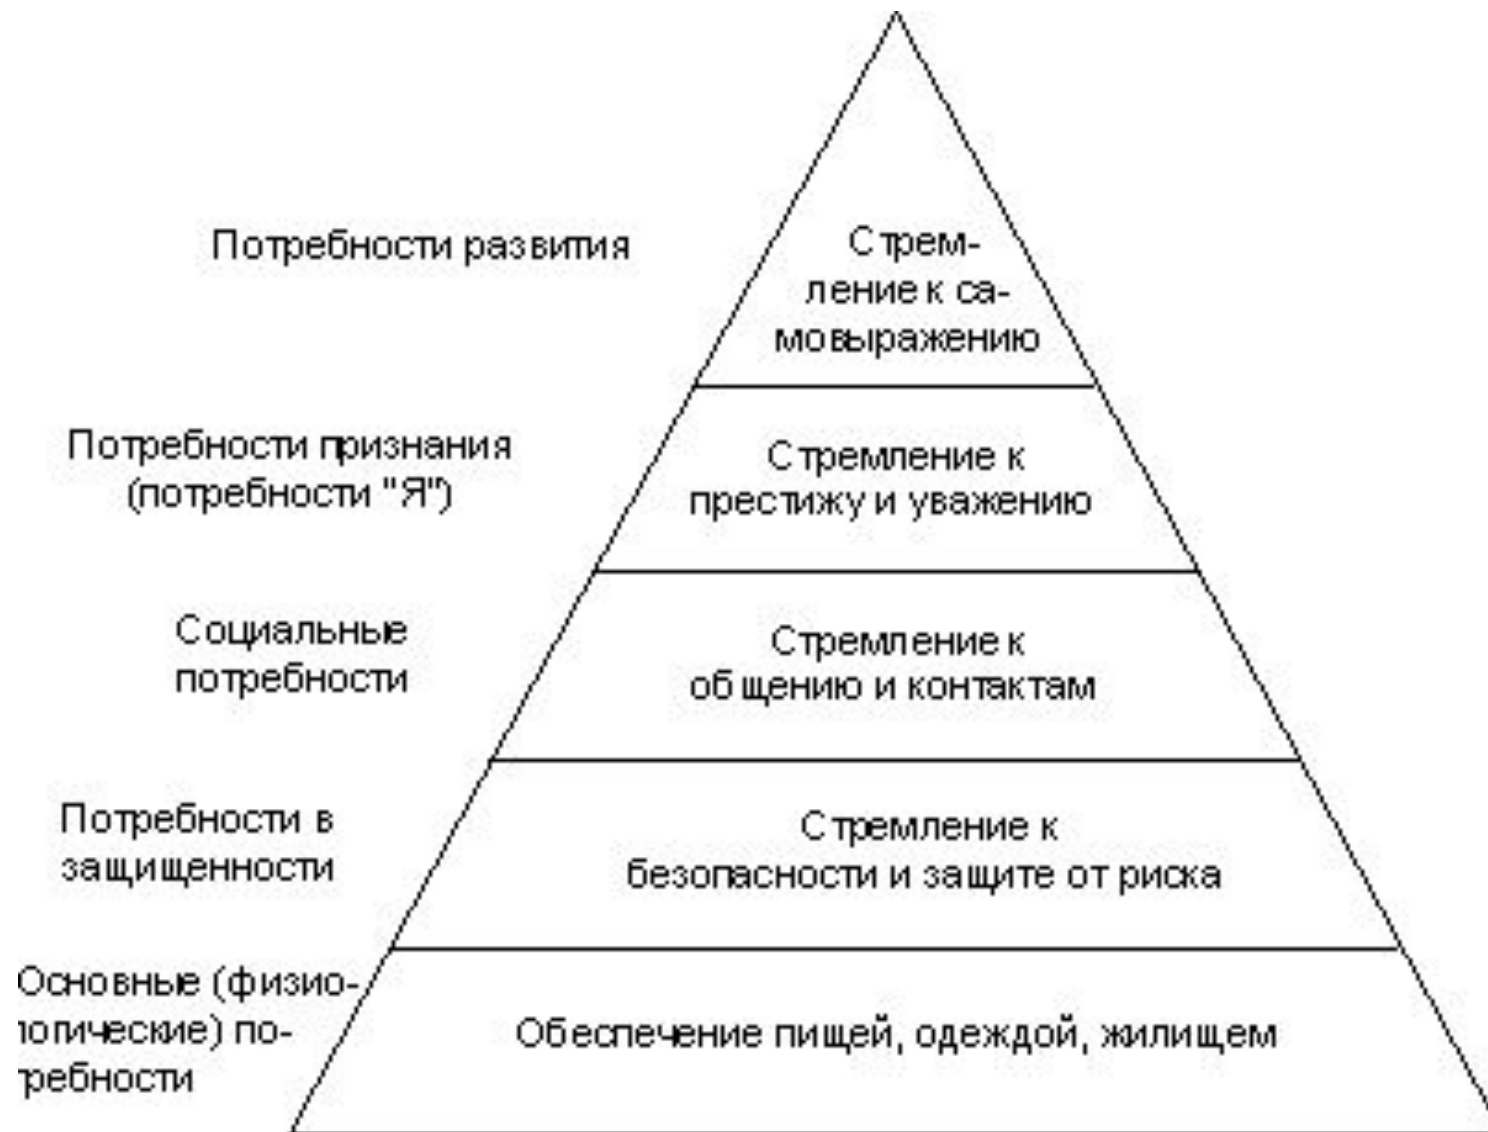 Потребности развития
Стрем-
ление к са-
мовыражению
Потребности признания
(потребности "Я")
Стремление к
престижу и уважению
Социальные
потребности
Стремление к
общению и контактам
Потребности в
защищенности
Стремление к
безопасности и защите от риска
Основные (физио-
логические) по-
требности
Обеспечение пищей, одеждой, жилищем